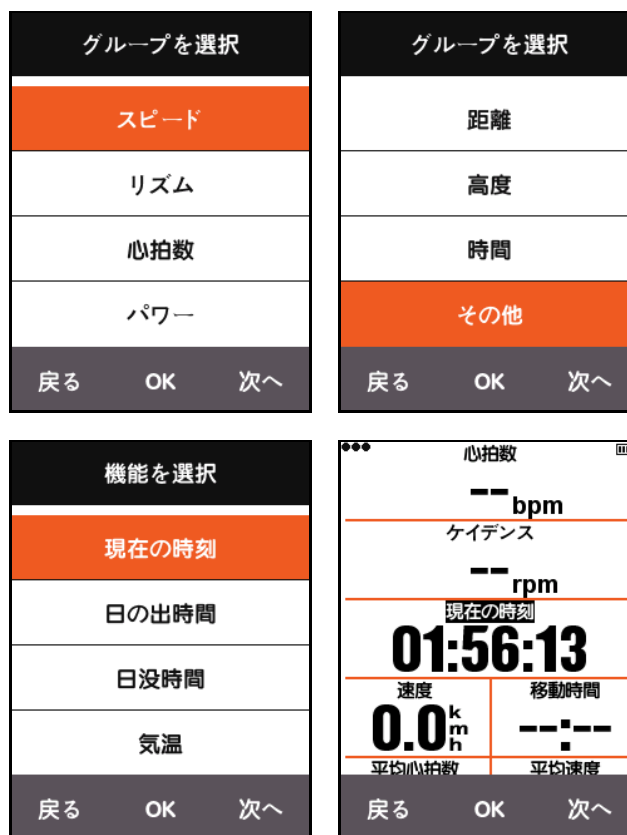 グループを選択
スピード
リズム
心拍数
パワー
戻る OK 次へ
グループを選択
距離
高度
時間
その他
戻る OK 次へ
機能を選択
現在の時刻
日の出時間
日没時間
気温
戻る OK 次へ
心拍数
-- bpm
ケイデンス
-- rpm
現在の時刻
01:56:13
速度 移動時間
0.0 kmh --:--
平均心拍数 平均速度
戻る OK 次へ